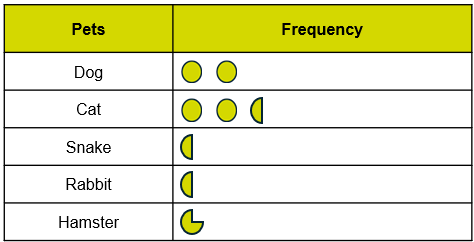 Pets Frequency
Dog
Cat
Snake
Rabbit
Hamster